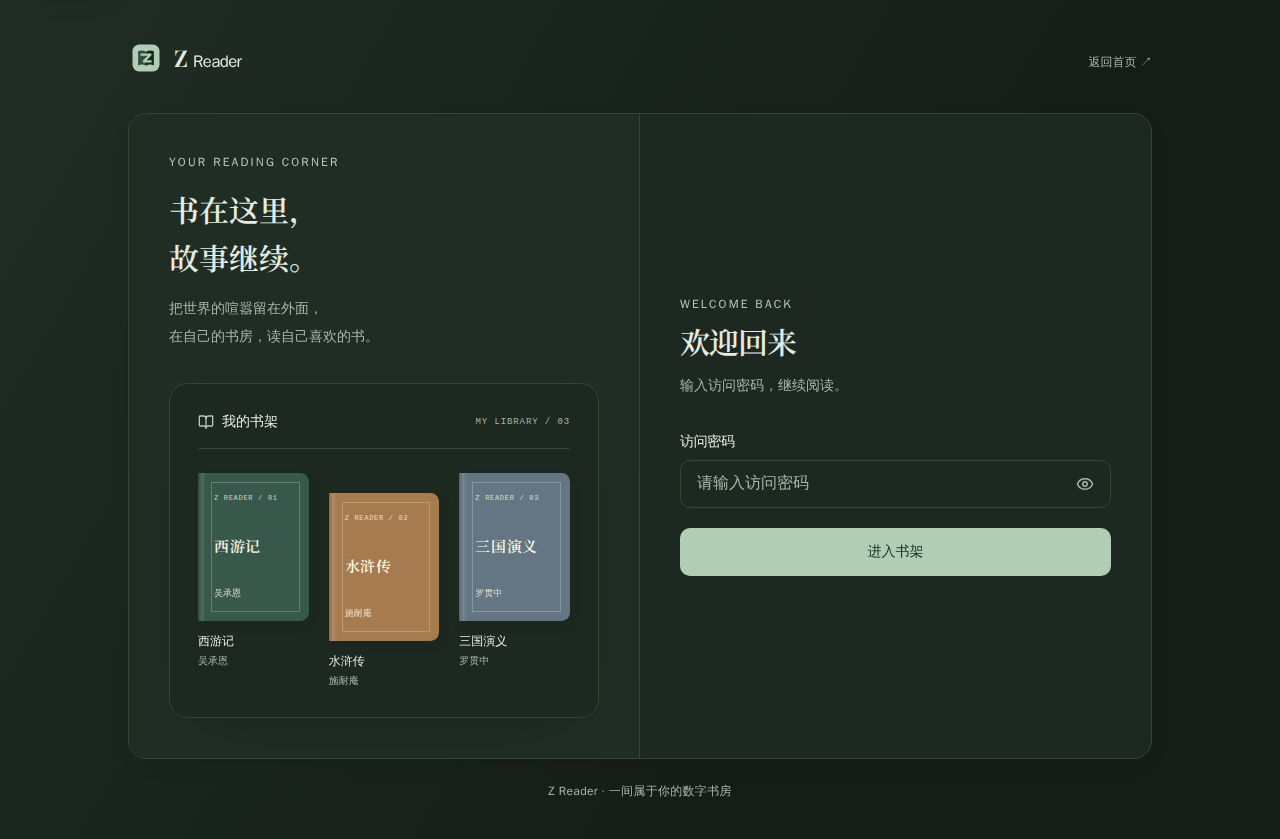 Z Reader
返回首页 ↗
YOUR READING CORNER
书在这里，
故事继续。
把世界的喧嚣留在外面，
在自己的书房，读自己喜欢的书。
我的书架
MY LIBRARY / 03
Z READER / 01
西游记
吴承恩
西游记
吴承恩
Z READER / 02
水浒传
施耐庵
水浒传
施耐庵
Z READER / 03
三国演义
罗贯中
三国演义
罗贯中
WELCOME BACK
欢迎回来
输入访问密码，继续阅读。
访问密码
请输入访问密码
进入书架
Z Reader · 一间属于你的数字书房